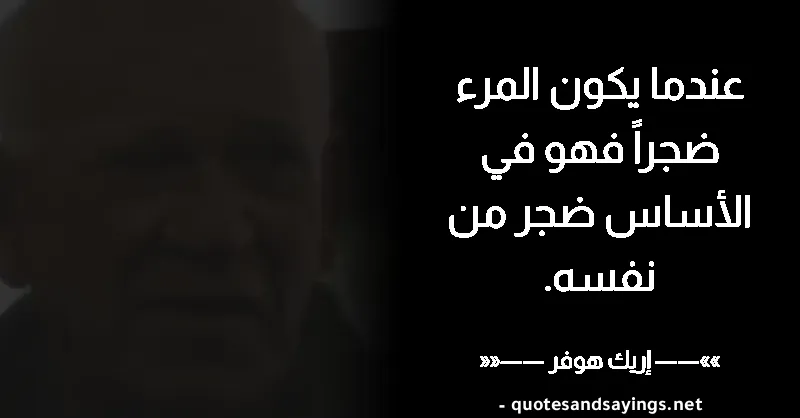 عندما يكون المرء
ضجراً فهو في
الأساس ضجر من
نفسه.
»»—— إريك هوفر ——««
- quotesandsayings.net